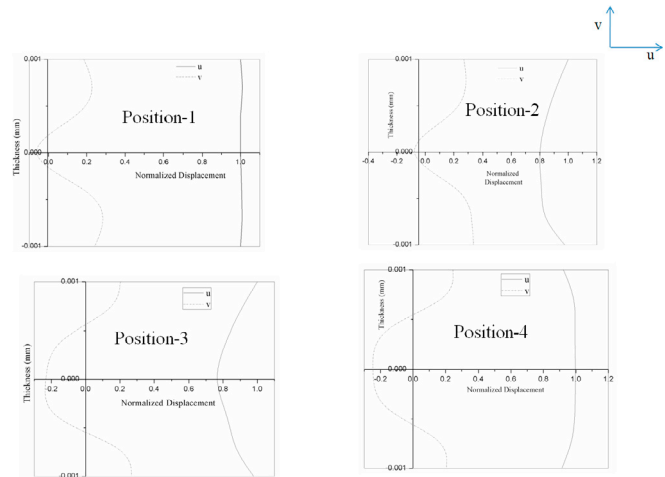 v
u
0.001
u
v
Position-1
Thickness (mm)
0.000
0.0 0.2 0.4 0.6 0.8 1.0
Normalized Displacement
-0.001
0.001
u
v
Position-2
Thickness (mm)
0.000
-0.4 -0.2 0.0 0.2 0.4 0.6 0.8 1.0 1.2
Normalized
Displacement
-0.001
0.001
u
v
Position-3
Thickness (mm)
0.000
-0.2 0.0 0.2 0.4 0.6 0.8 1.0
Normalized Displacement
-0.001
0.001
u
v
Position-4
Thickness (mm)
0.000
-0.2 0.0 0.2 0.4 0.6 0.8 1.0 1.2
Normalized Displacement
-0.001